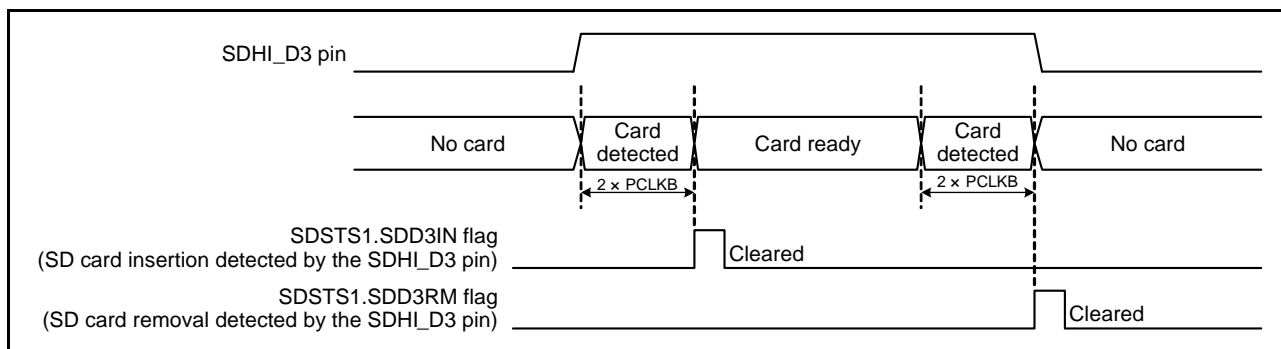 SDHI_D3 pin
No card
Card
detected
Card ready
Card
detected
No card
2 × PCLKB
2 × PCLKB
SDSTS1.SDD3IN flag
(SD card insertion detected by the SDHI_D3 pin)
Cleared
SDSTS1.SDD3RM flag
(SD card removal detected by the SDHI_D3 pin)
Cleared